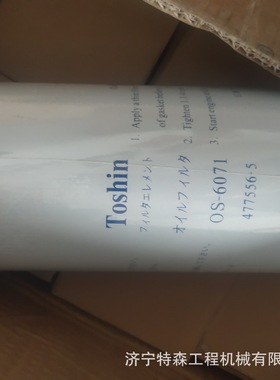 Toshin
フィルタエレメント
オイルフィルタ
OS-6071
477556-5
1. Apply a thin
of gasket
2. Tighten
3. Start engine
济宁特森工程机械有限